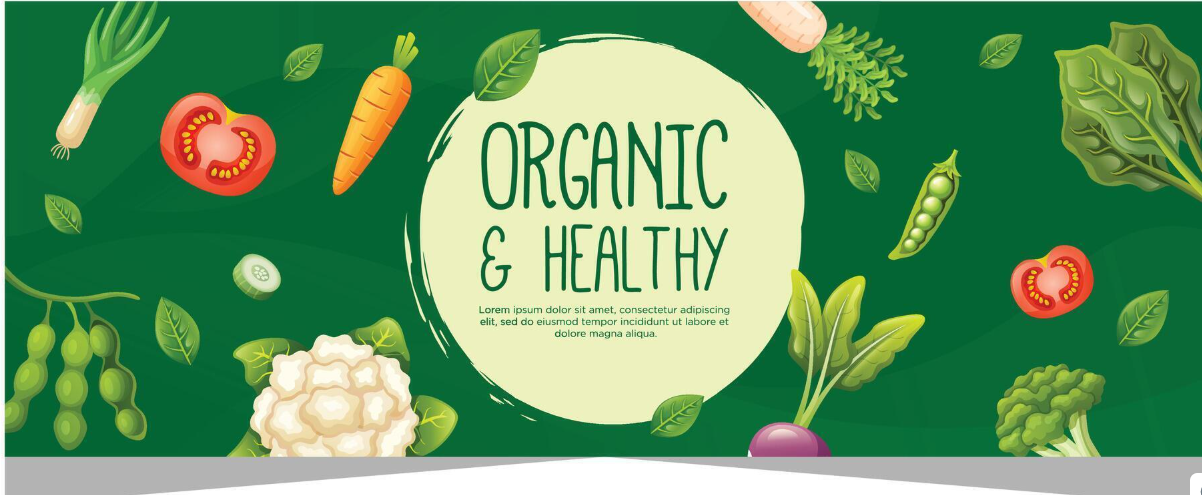 ORGANIC
& HEALTHY
Lorem ipsum dolor sit amet, consectetur adipiscing
elit, sed do eiusmod tempor incididunt ut labore et
dolore magna aliqua.